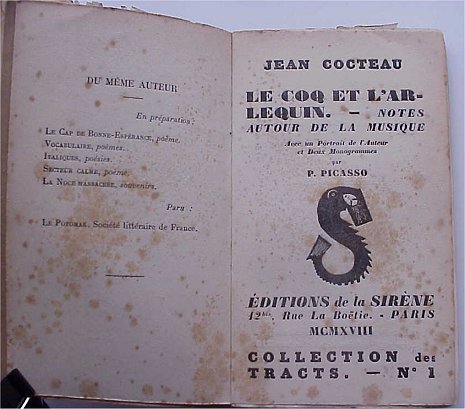 DU MÊME AUTEUR
En préparation:
LE CAP DE BONNE-ESPÉRANCE, poème.
VOCABULAIRE, poèmes.
ITALIQUES, poésies.
SECTEUR CALME, poème.
LA NOCE MASSACRÉE, souvenirs.
Paru:
LE POTOMAK. Société littéraire de France.
JEAN COCTEAU
LE COQ ET L'AR-
LEQUIN. — NOTES
AUTOUR DE LA MUSIQUE
Avec un Portrait de l'Auteur
et Deux Monogrammes
par
P. PICASSO
ÉDITIONS de la SIRÈNE
12bis, Rue La Boëtie. - PARIS
MCMXVIII
COLLECTION des
TRACTS. — N° 1